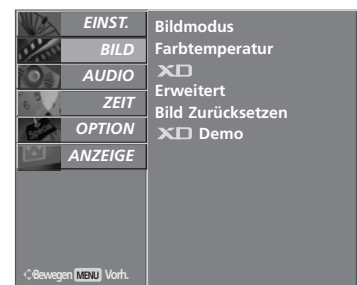 EINST.
BILD
AUDIO
ZEIT
OPTION
ANZEIGE
Bewegen MENU Vorh.
Bildmodus
Farbtemperatur
XD
Erweitert
Bild Zurücksetzen
XD Demo